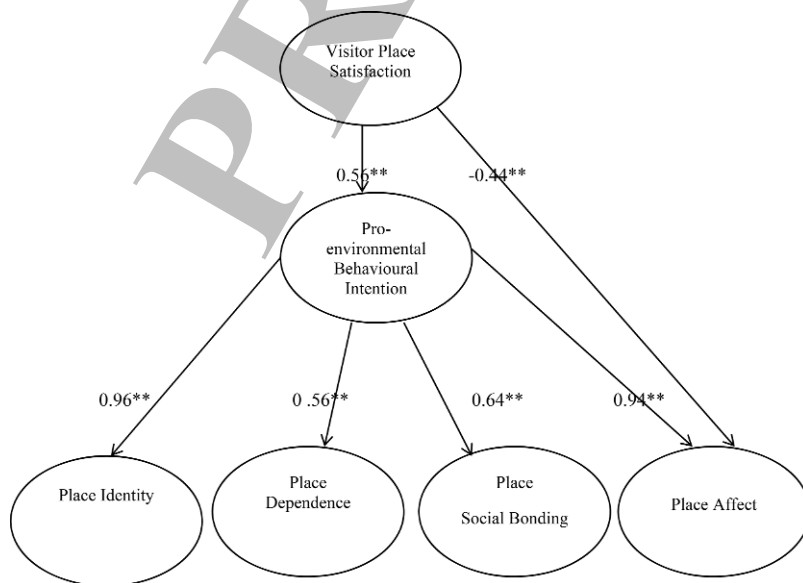 Visitor Place
Satisfaction
0.56**
-0.44**
Pro-
environmental
Behavioural
Intention
0.96**
0 .56**
0.64**
0.94**
Place Identity
Place
Dependence
Place
Social Bonding
Place Affect
PR